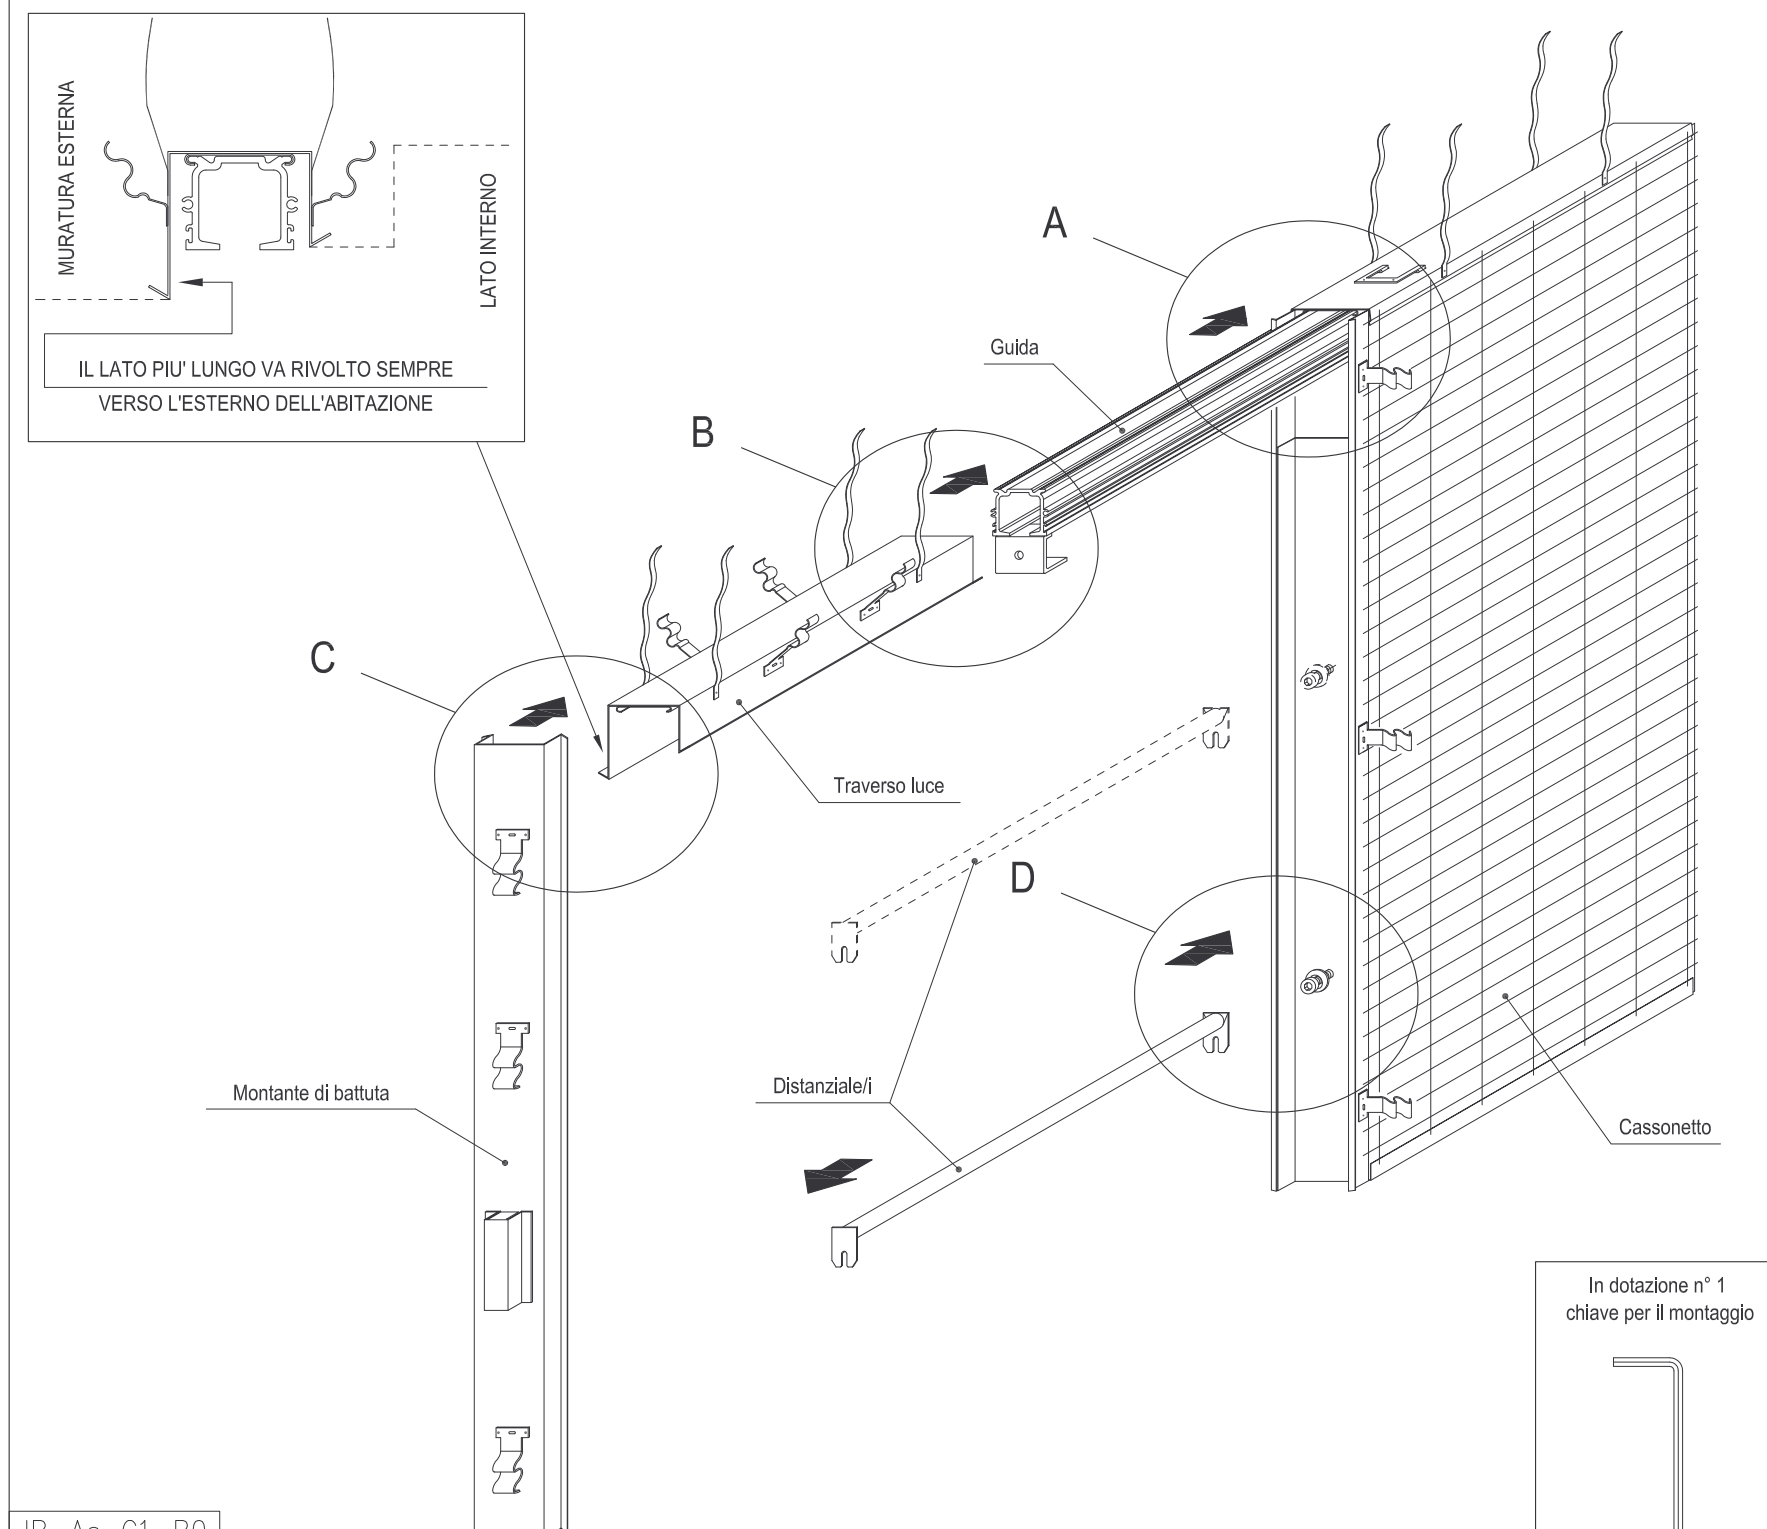 MURATURA ESTERNA
LATO INTERNO
IL LATO PIU' LUNGO VA RIVOLTO SEMPRE
VERSO L'ESTERNO DELL'ABITAZIONE
A
Guida
B
C
Traverso luce
D
Montante di battuta
Distanziale/i
Cassonetto
In dotazione n° 1
chiave per il montaggio